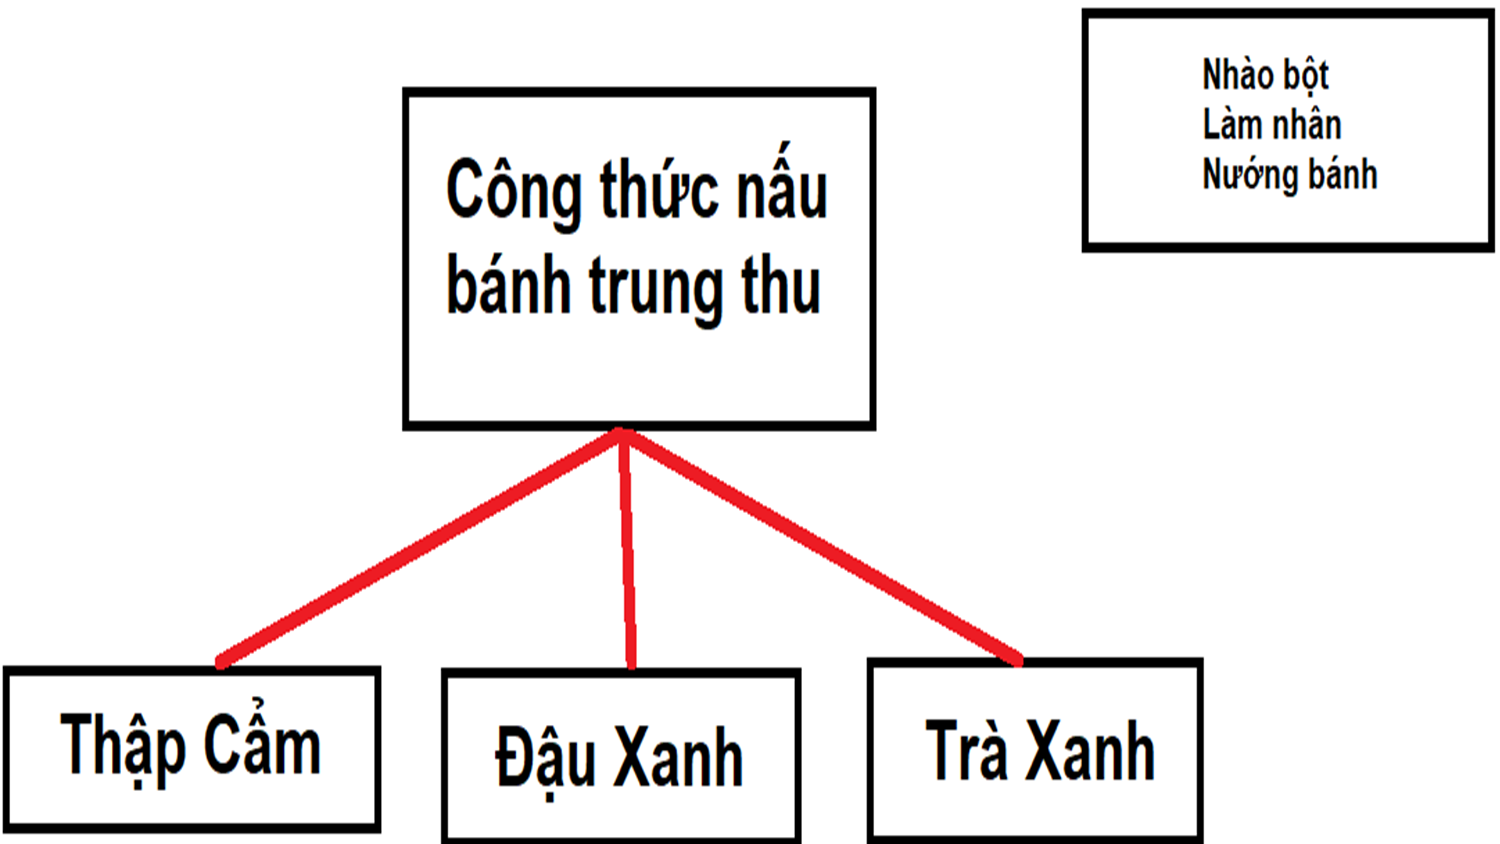 Nhào bột
Làm nhân
Nướng bánh
Công thức nấu
bánh trung thu
Thập Cẩm
Đậu Xanh
Trà Xanh